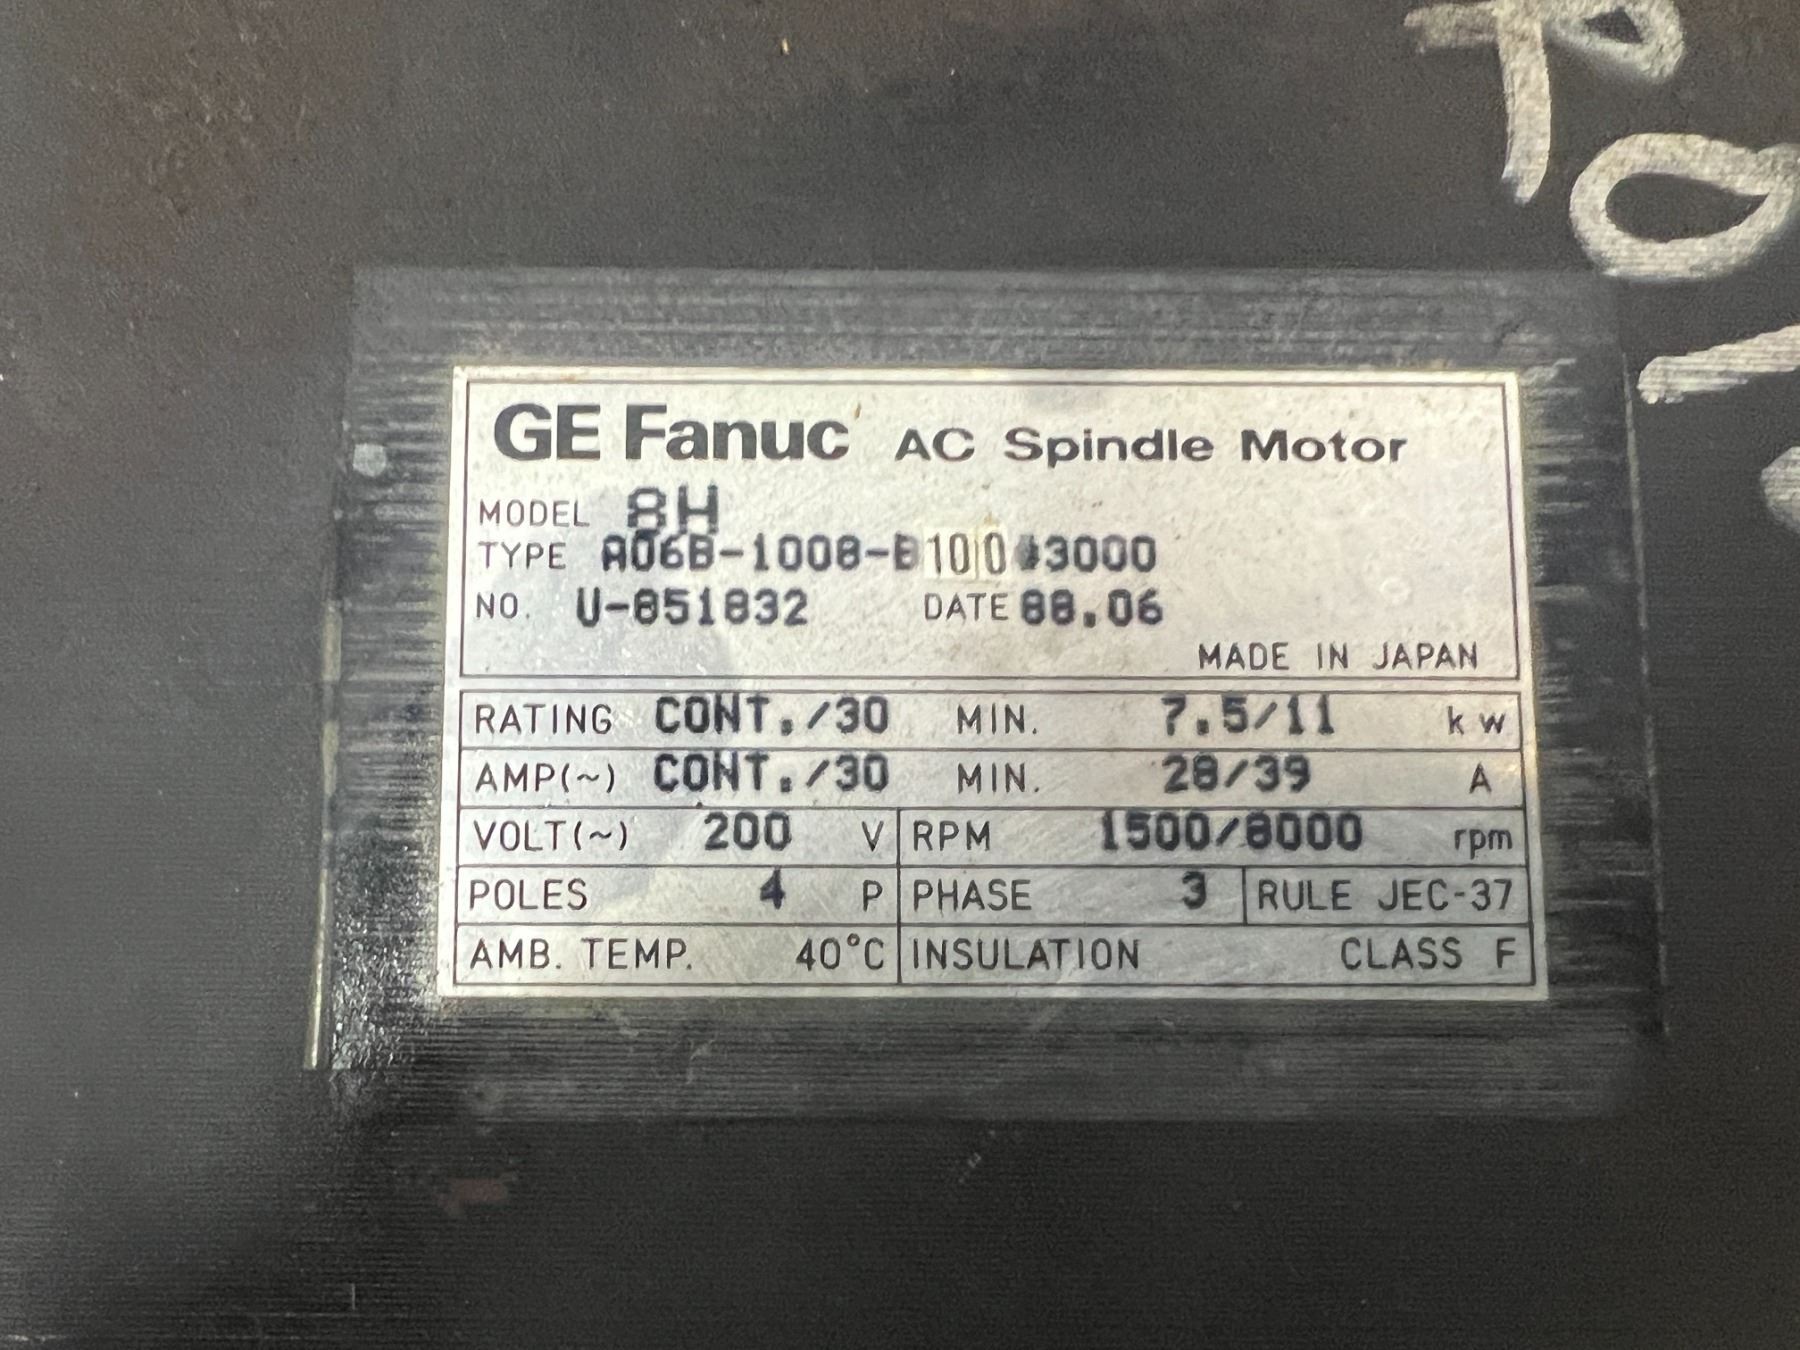 GE Fanuc AC Spindle Motor
MODEL 8H
TYPE A06B-1008-B100#3000
NO. U-851832 DATE 88.06
MADE IN JAPAN
RATING CONT./30 MIN. 7.5/11 kw
AMP(~) CONT./30 MIN. 28/39 A
VOLT(~) 200 V RPM 1500/8000 rpm
POLES 4 P PHASE 3 RULE JEC-37
AMB. TEMP. 40°C INSULATION CLASS F